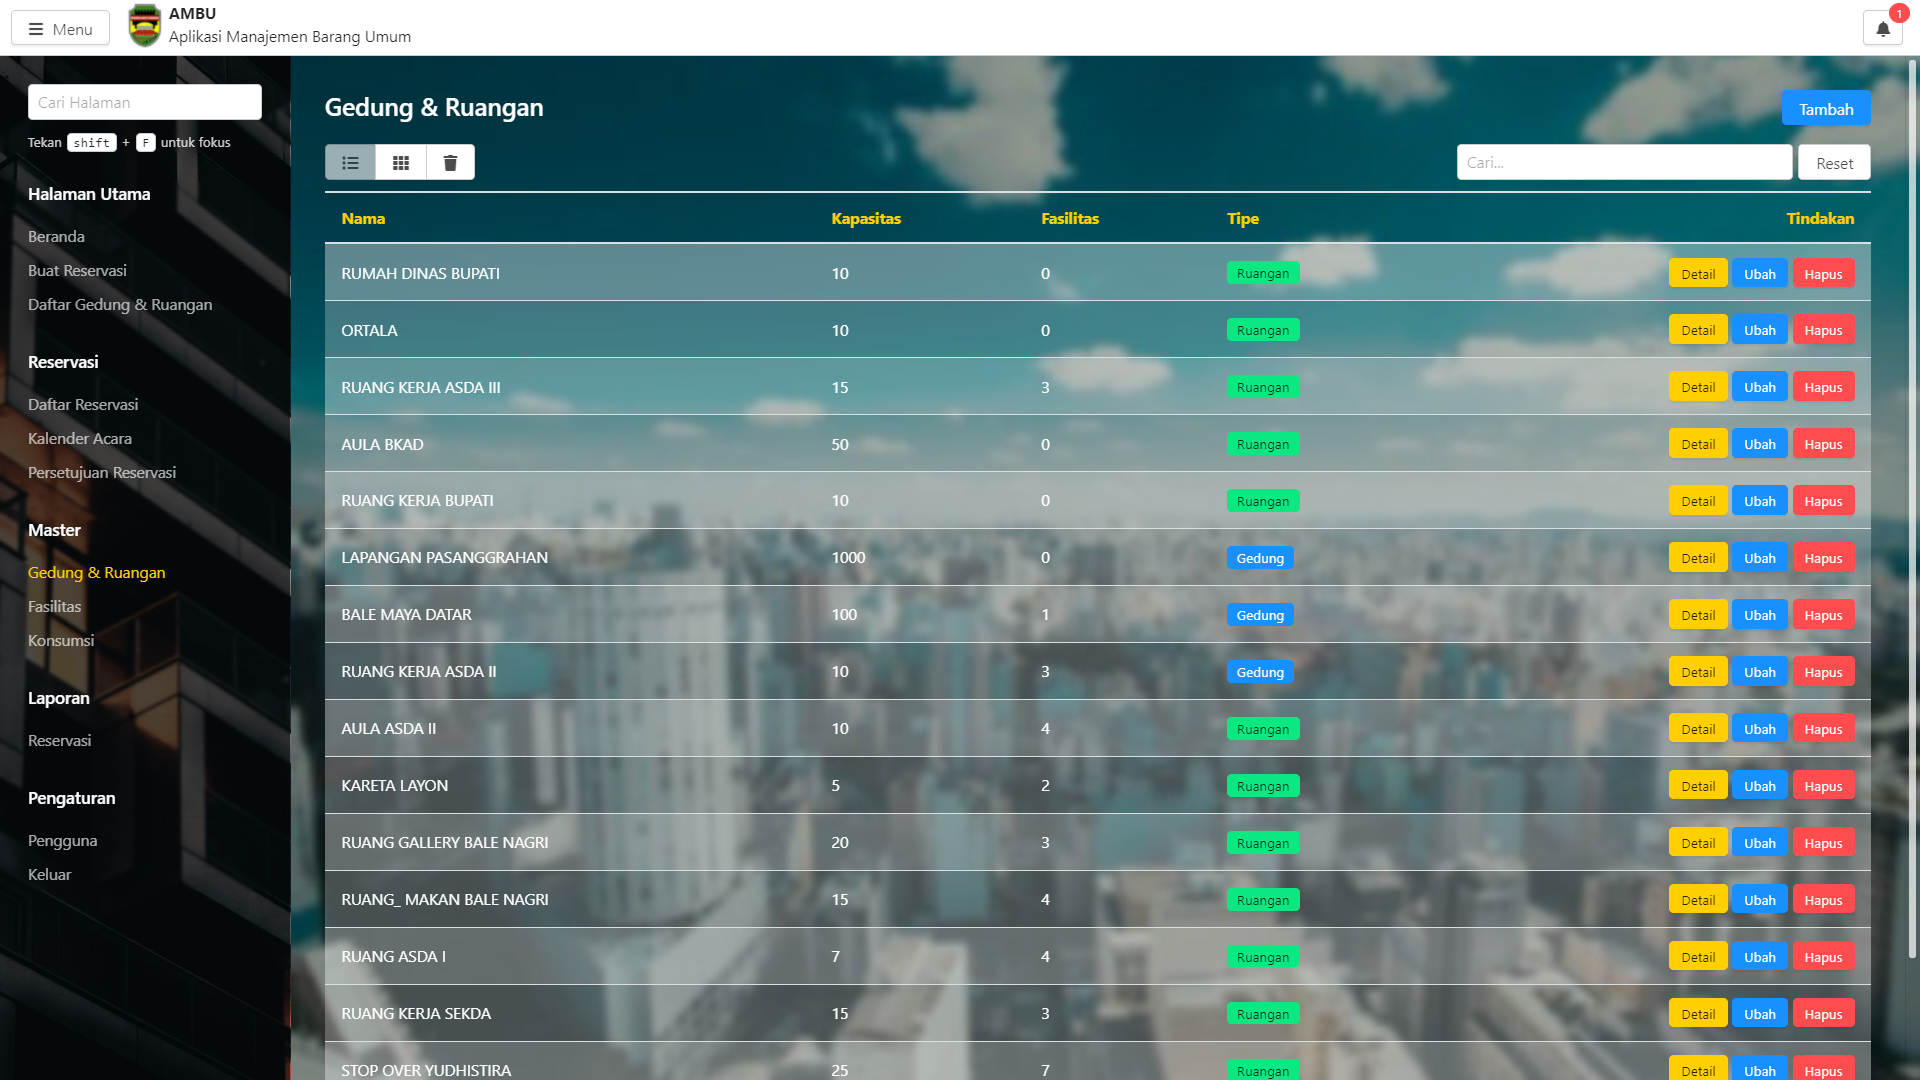 Menu
AMBU
Aplikasi Manajemen Barang Umum
1
Cari Halaman
Tekan shift + F untuk fokus
Halaman Utama
Beranda
Buat Reservasi
Daftar Gedung & Ruangan
Reservasi
Daftar Reservasi
Kalender Acara
Persetujuan Reservasi
Master
Gedung & Ruangan
Fasilitas
Konsumsi
Laporan
Reservasi
Pengaturan
Pengguna
Keluar
Gedung & Ruangan
Tambah
Cari...
Reset
Nama Kapasitas Fasilitas Tipe Tindakan
RUMAH DINAS BUPATI 10 0 Ruangan Detail Ubah Hapus
ORTALA 10 0 Ruangan Detail Ubah Hapus
RUANG KERJA ASDA III 15 3 Ruangan Detail Ubah Hapus
AULA BKAD 50 0 Ruangan Detail Ubah Hapus
RUANG KERJA BUPATI 10 0 Ruangan Detail Ubah Hapus
LAPANGAN PASANGGRAHAN 1000 0 Gedung Detail Ubah Hapus
BALE MAYA DATAR 100 1 Gedung Detail Ubah Hapus
RUANG KERJA ASDA II 10 3 Gedung Detail Ubah Hapus
AULA ASDA II 10 4 Ruangan Detail Ubah Hapus
KARETA LAYON 5 2 Ruangan Detail Ubah Hapus
RUANG GALLERY BALE NAGRI 20 3 Ruangan Detail Ubah Hapus
RUANG_ MAKAN BALE NAGRI 15 4 Ruangan Detail Ubah Hapus
RUANG ASDA I 7 4 Ruangan Detail Ubah Hapus
RUANG KERJA SEKDA 15 3 Ruangan Detail Ubah Hapus
STOP OVER YUDHISTIRA 25 7 Ruangan Detail Ubah Hapus